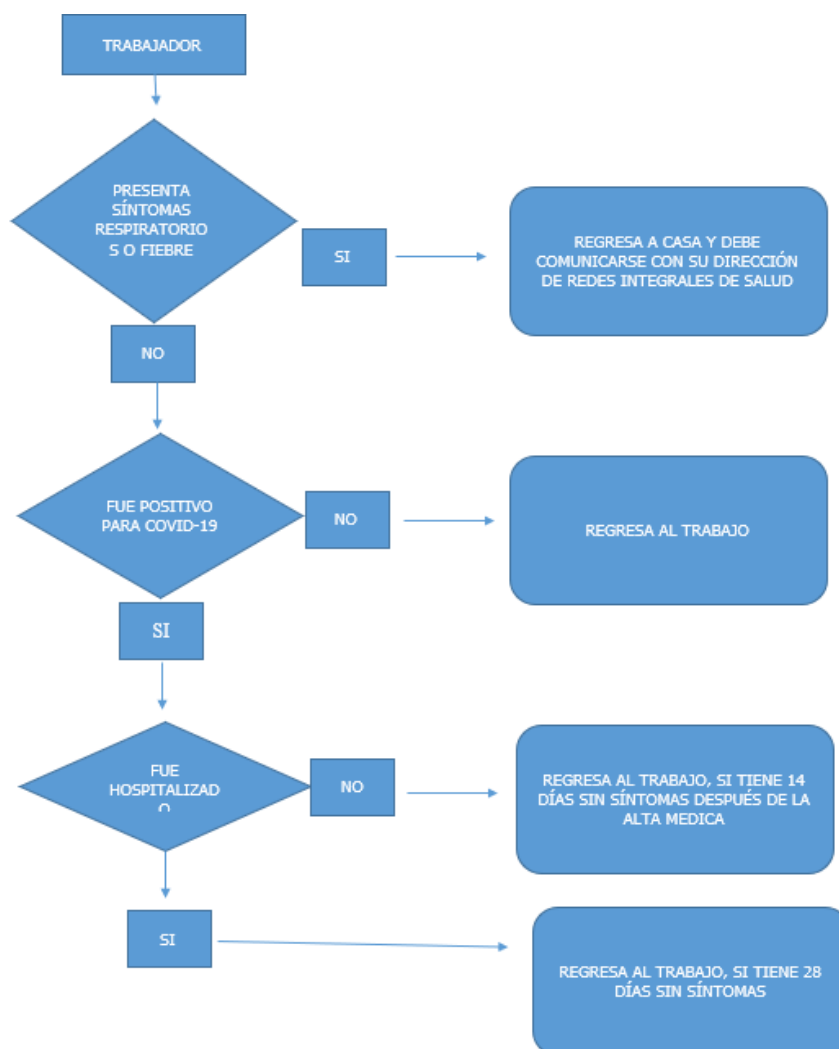 TRABAJADOR
PRESENTA
SÍNTOMAS
RESPIRATORIO
S O FIEBRE
SI
REGRESA A CASA Y DEBE
COMUNICARSE CON SU DIRECCIÓN
DE REDES INTEGRALES DE SALUD
NO
FUE POSITIVO
PARA COVID-19
NO
REGRESA AL TRABAJO
SI
FUE
HOSPITALIZAD
O
NO
REGRESA AL TRABAJO, SI TIENE 14
DÍAS SIN SÍNTOMAS DESPUÉS DE LA
ALTA MEDICA
SI
REGRESA AL TRABAJO, SI TIENE 28
DÍAS SIN SÍNTOMAS